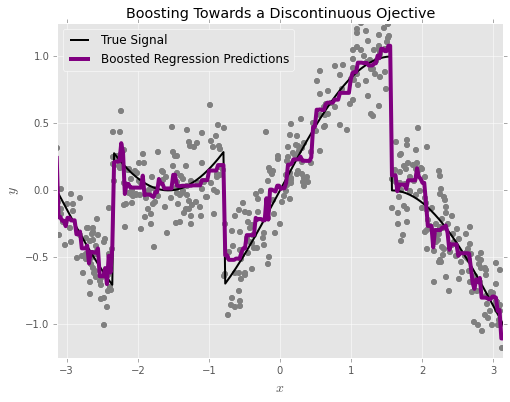 Boosting Towards a Discontinuous Ojective
True Signal
Boosted Regression Predictions
1.0
0.5
0.0
−0.5
−1.0
y
−3 −2 −1 0 1 2 3
x